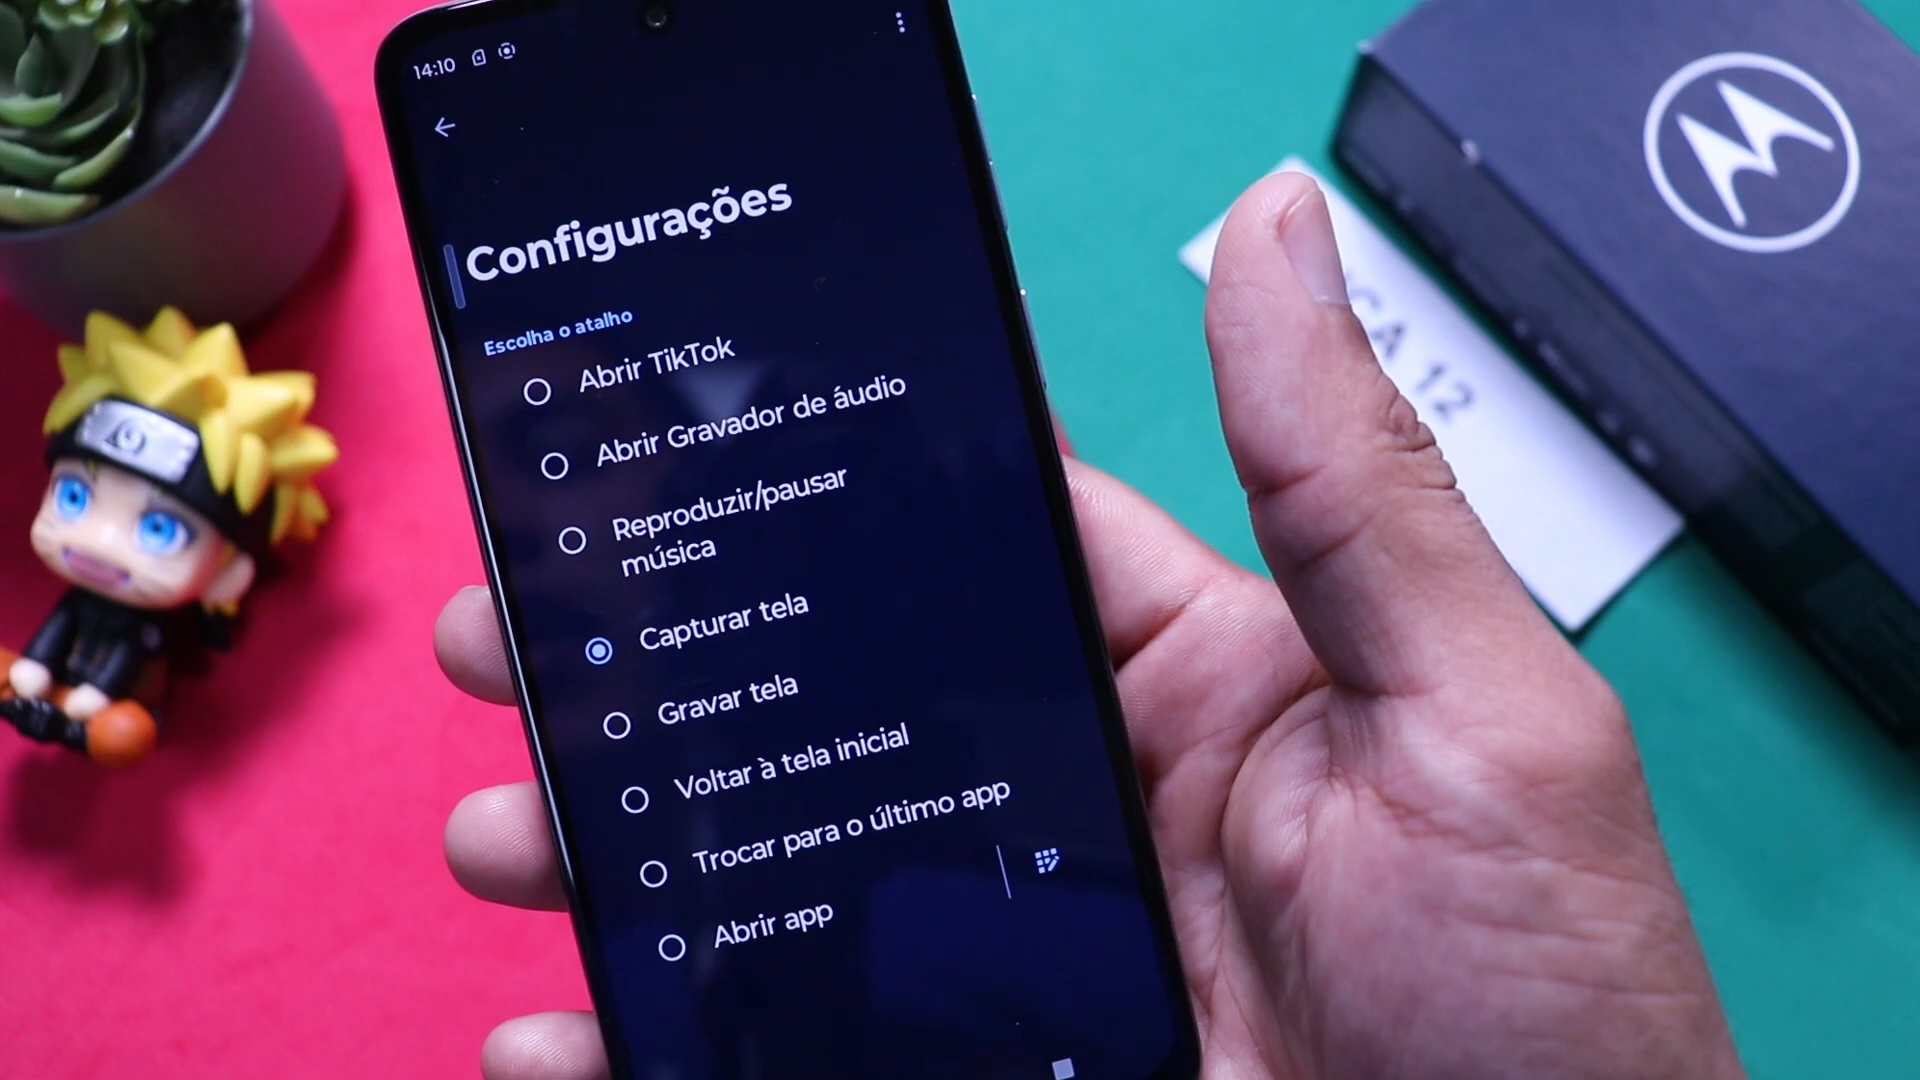 14:10
Configurações
Escolha o atalho
Abrir TikTok
Abrir Gravador de áudio
Reproduzir/pausar
música
Capturar tela
Gravar tela
Voltar à tela inicial
Trocar para o último app
Abrir app
12